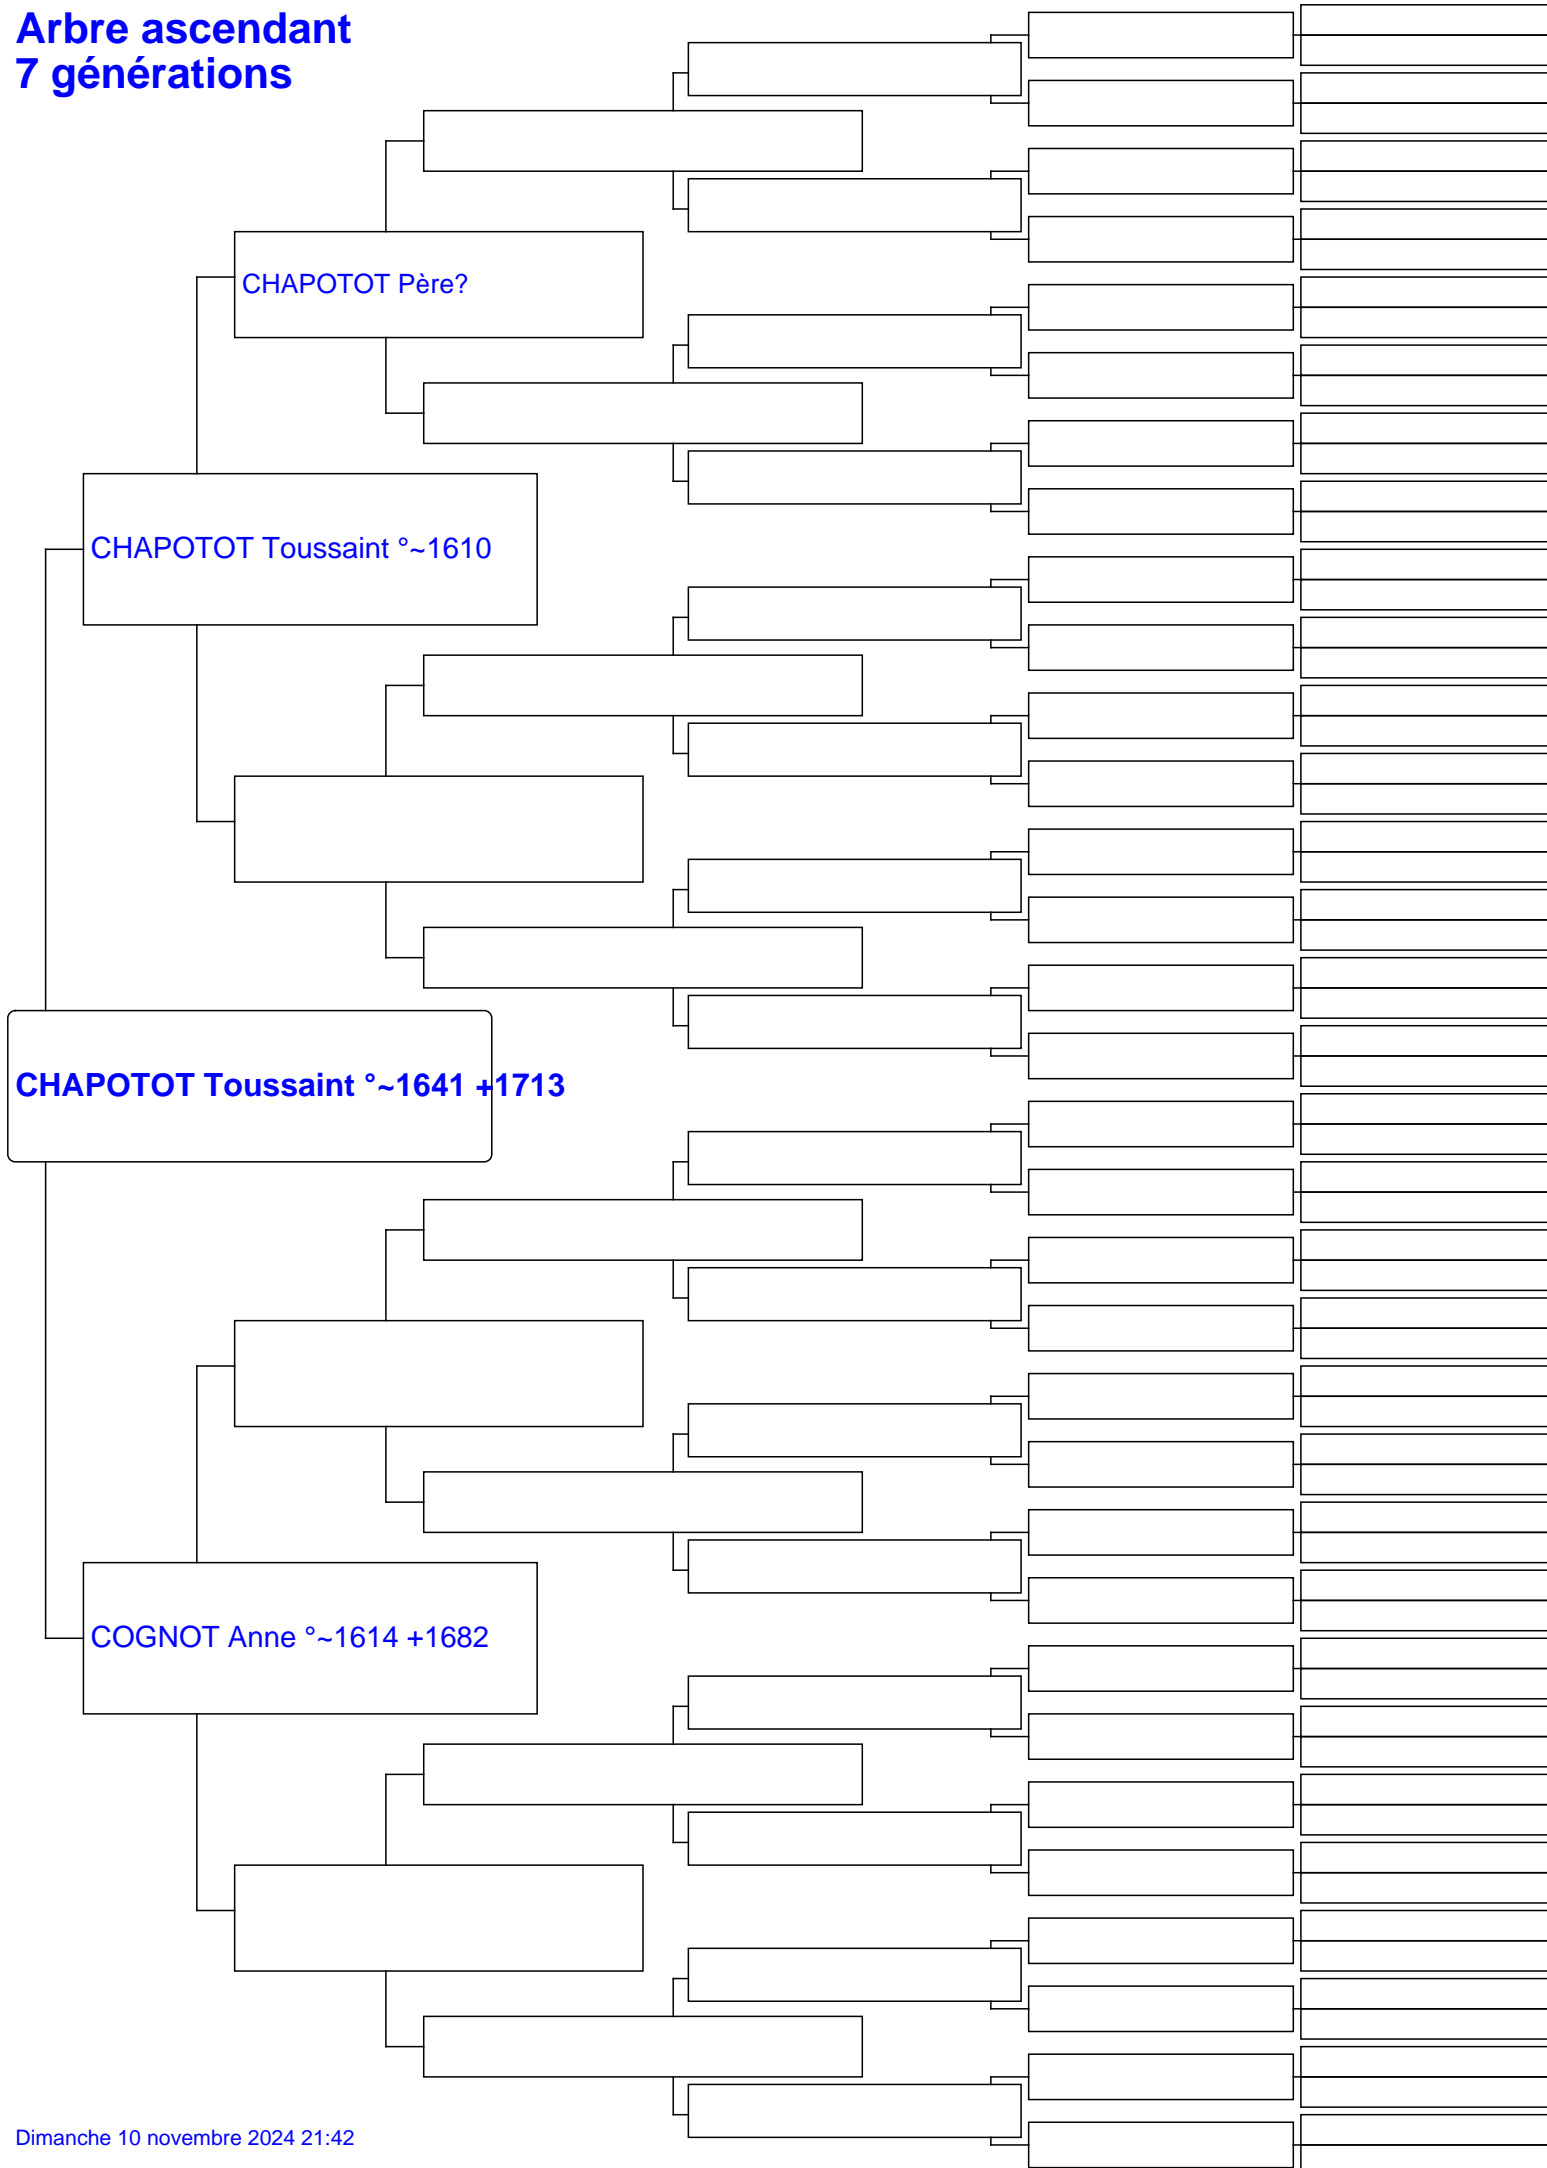 Arbre ascendant
7 générations
CHAPOTOT Père?
CHAPOTOT Toussaint °~1610
CHAPOTOT Toussaint °~1641 +1713
COGNOT Anne °~1614 +1682
Dimanche 10 novembre 2024 21:42